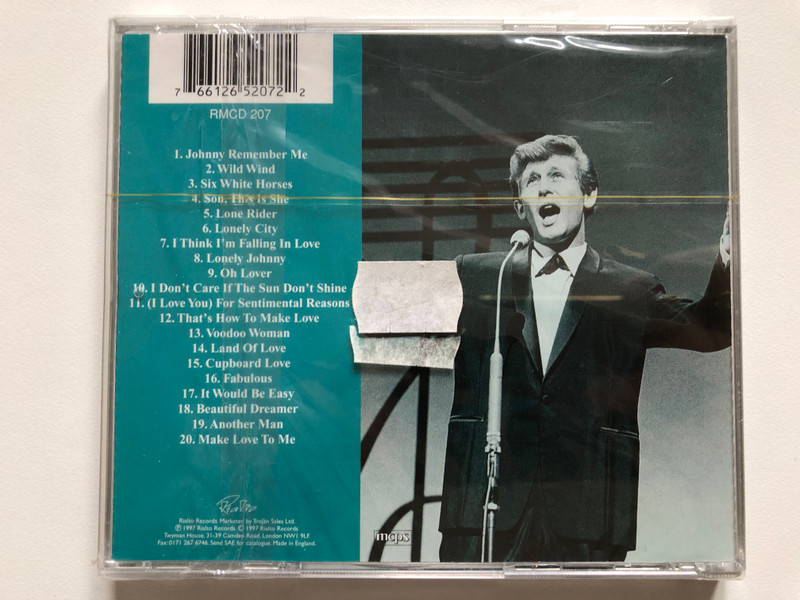 7 66126 52072 2
RMCD 207
1. Johnny Remember Me
2. Wild Wind
3. Six White Horses
4. Son, This is She
5. Lone Rider
6. Lonely City
7. I Think I'm Falling In Love
8. Lonely Johnny
9. Oh Lover
10. I Don't Care If The Sun Don't Shine
11. (I Love You) For Sentimental Reasons
12. That's How To Make Love
13. Voodoo Woman
14. Land Of Love
15. Cupboard Love
16. Fabulous
17. It Would Be Easy
18. Beautiful Dreamer
19. Another Man
20. Make Love To Me
Rialto
Rialto Records. Marketed by Trojan Sales Ltd.
℗ 1997 Rialto Records © 1997 Rialto Records
Twyman House, 31-39 Camden Road, London NW1 9LF.
Fax: 0171 267 6746. Send SAE for catalogue. Made in England.
mcps